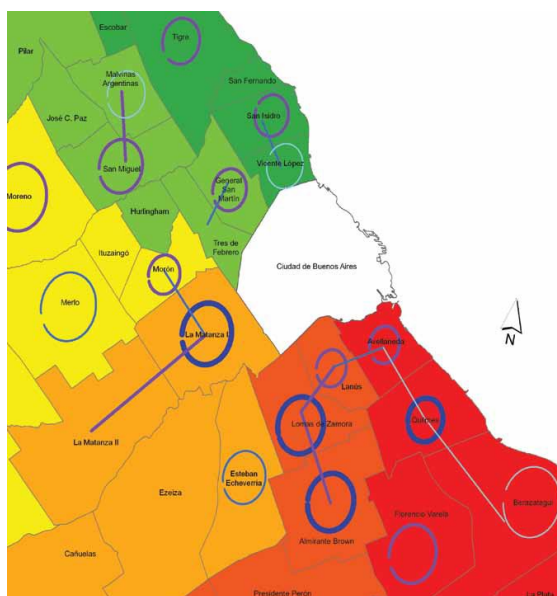 Escobar
Tigre
Pilar
Malvinas
Argentinas
San Fernando
José C. Paz
San Isidro
Vicente López
San Miguel
General
San
Martín
Moreno
Hurlingham
Tres de
Febrero
Ituzaingó
Morón
Ciudad de Buenos Aires
Merlo
La Matanza I
Avellaneda
N
Lanús
Lomas de Zamora
Quilmes
La Matanza II
Esteban
Echeverría
Ezeiza
Berazategui
Florencio Varela
Almirante Brown
Cañuelas
Presidente Perón
La Plata